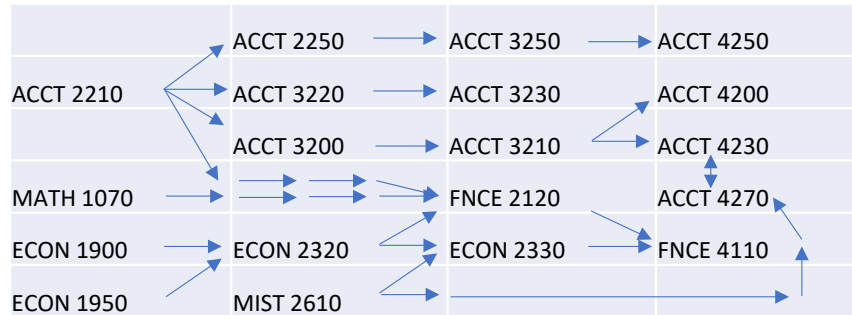 ACCT 2250 ACCT 3250 ACCT 4250
ACCT 2210 ACCT 3220 ACCT 3230 ACCT 4200
ACCT 3200 ACCT 3210 ACCT 4230
MATH 1070 FNCE 2120 ACCT 4270
ECON 1900 ECON 2320 ECON 2330 FNCE 4110
ECON 1950 MIST 2610